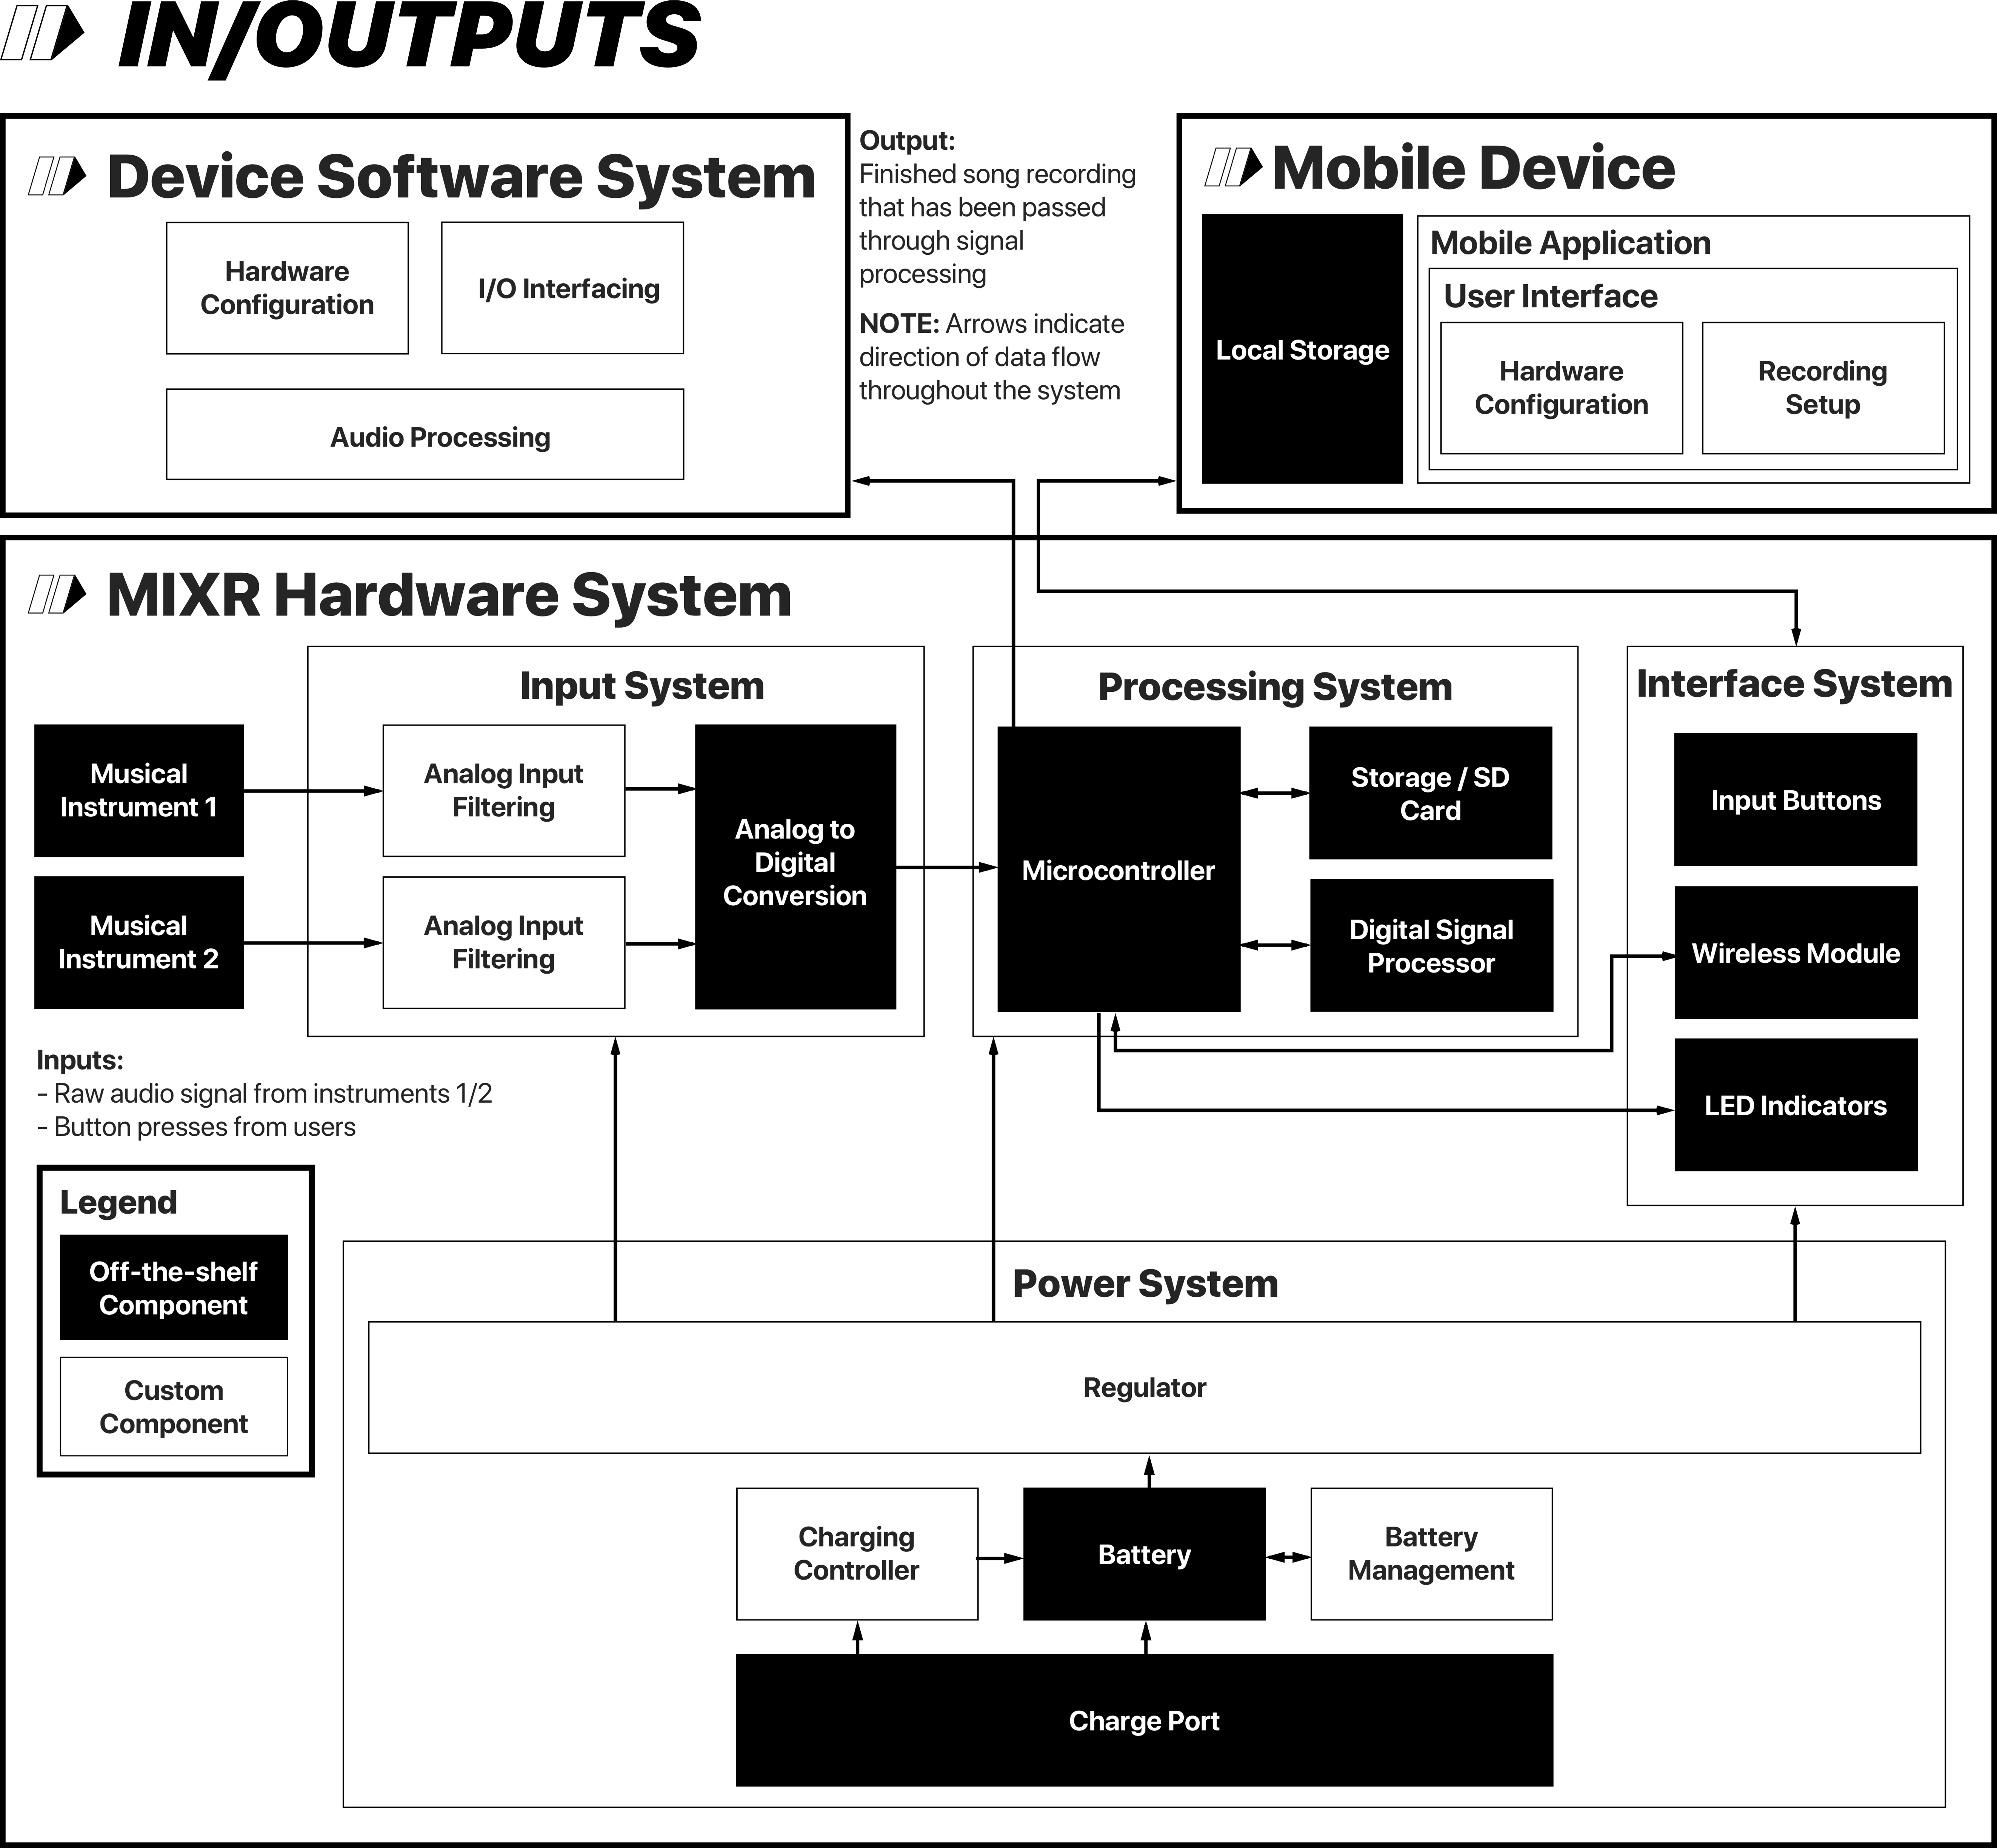 IN/OUTPUTS
Device Software System
Hardware
Configuration
I/O Interfacing
Audio Processing
Output:
Finished song recording
that has been passed
through signal
processing
NOTE: Arrows indicate
direction of data flow
throughout the system
Mobile Device
Local Storage
Mobile Application
User Interface
Hardware
Configuration
Recording
Setup
MIXR Hardware System
Musical
Instrument 1
Musical
Instrument 2
Input System
Analog Input
Filtering
Analog Input
Filtering
Analog to
Digital
Conversion
Processing System
Microcontroller
Storage / SD
Card
Digital Signal
Processor
Interface System
Input Buttons
Wireless Module
LED Indicators
Inputs:
- Raw audio signal from instruments 1/2
- Button presses from users
Legend
Off-the-shelf
Component
Custom
Component
Power System
Regulator
Charging
Controller
Battery
Battery
Management
Charge Port